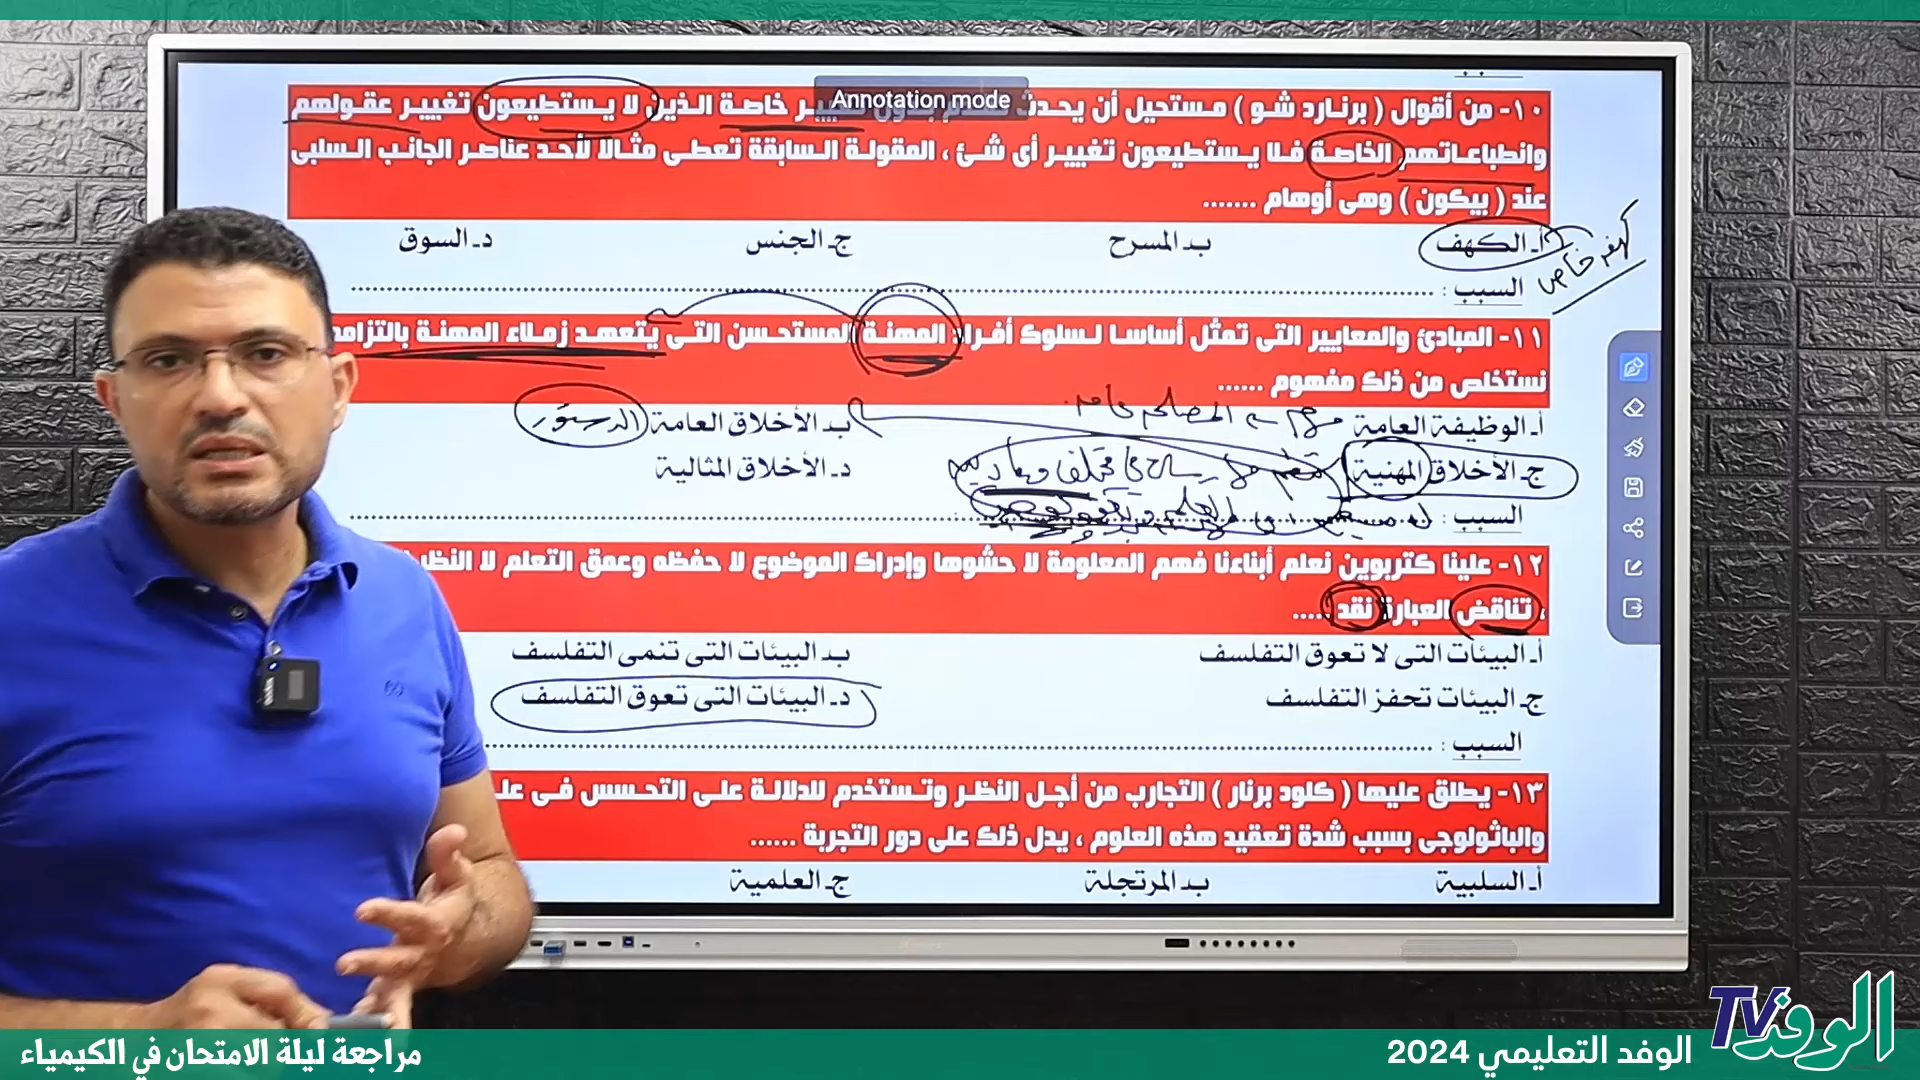 Annotation mode
١٠- من أقوال ( برنارد شو ) مستحيل أن يحدث تقدم بدون تغيير خاصة الذين لا يستطيعون تغيير عقولهم
وانطباعاتهم الخاصة فلا يستطيعون تغيير أى شئ ، المقولة السابقة تعطى مثالا لأحد عناصر الجانب السلبى
عند ( بيكون ) وهى أوهام .......
أ- الكهف ب- المسرح ج- الجنس د- السوق
كهف خاص
السبب :
١١- المبادئ والمعايير التى تمثل أساسا لسلوك أفراد المهنة المستحسن التى يتعهد زملاء المهنة بالتزامه
نستخلص من ذلك مفهوم ......
أ- الوظيفة العامة ب- الأخلاق العامة الدستور
ج- الأخلاق المهنية د- الأخلاق المثالية
السبب :
١٢- علينا كتربوين نعلم أبناءنا فهم المعلومة لا حشوها وإدراك الموضوع لا حفظه وعمق التعلم لا النظر
، تناقض العبارة نقد .....
أ- البيئات التى لا تعوق التفلسف ب- البيئات التى تنمى التفلسف
ج- البيئات تحفز التفلسف د- البيئات التى تعوق التفلسف
السبب :
١٣- يطلق عليها ( كلود برنار ) التجارب من أجل النظر وتستخدم للدلالة على التحسس فى عل
والباثولوجى بسبب شدة تعقيد هذه العلوم ، يدل ذلك على دور التجربة ......
أ- السلبية ب- المرتجلة ج- العلمية
الوفد TV
الوفد التعليمي 2024
مراجعة ليلة الامتحان في الكيمياء